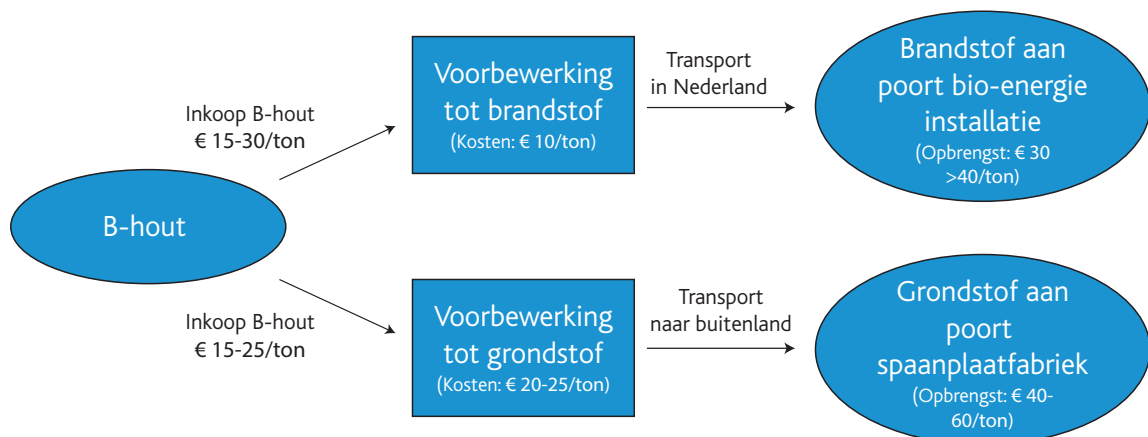 B-hout
Inkoop B-hout
€ 15-30/ton
Voorbewerking
tot brandstof
(Kosten: € 10/ton)
Transport
in Nederland
Brandstof aan
poort bio-energie
installatie
(Opbrengst: € 30
>40/ton)
Inkoop B-hout
€ 15-25/ton
Voorbewerking
tot grondstof
(Kosten: € 20-25/ton)
Transport
naar buitenland
Grondstof aan
poort
spaanplaatfabriek
(Opbrengst: € 40-
60/ton)